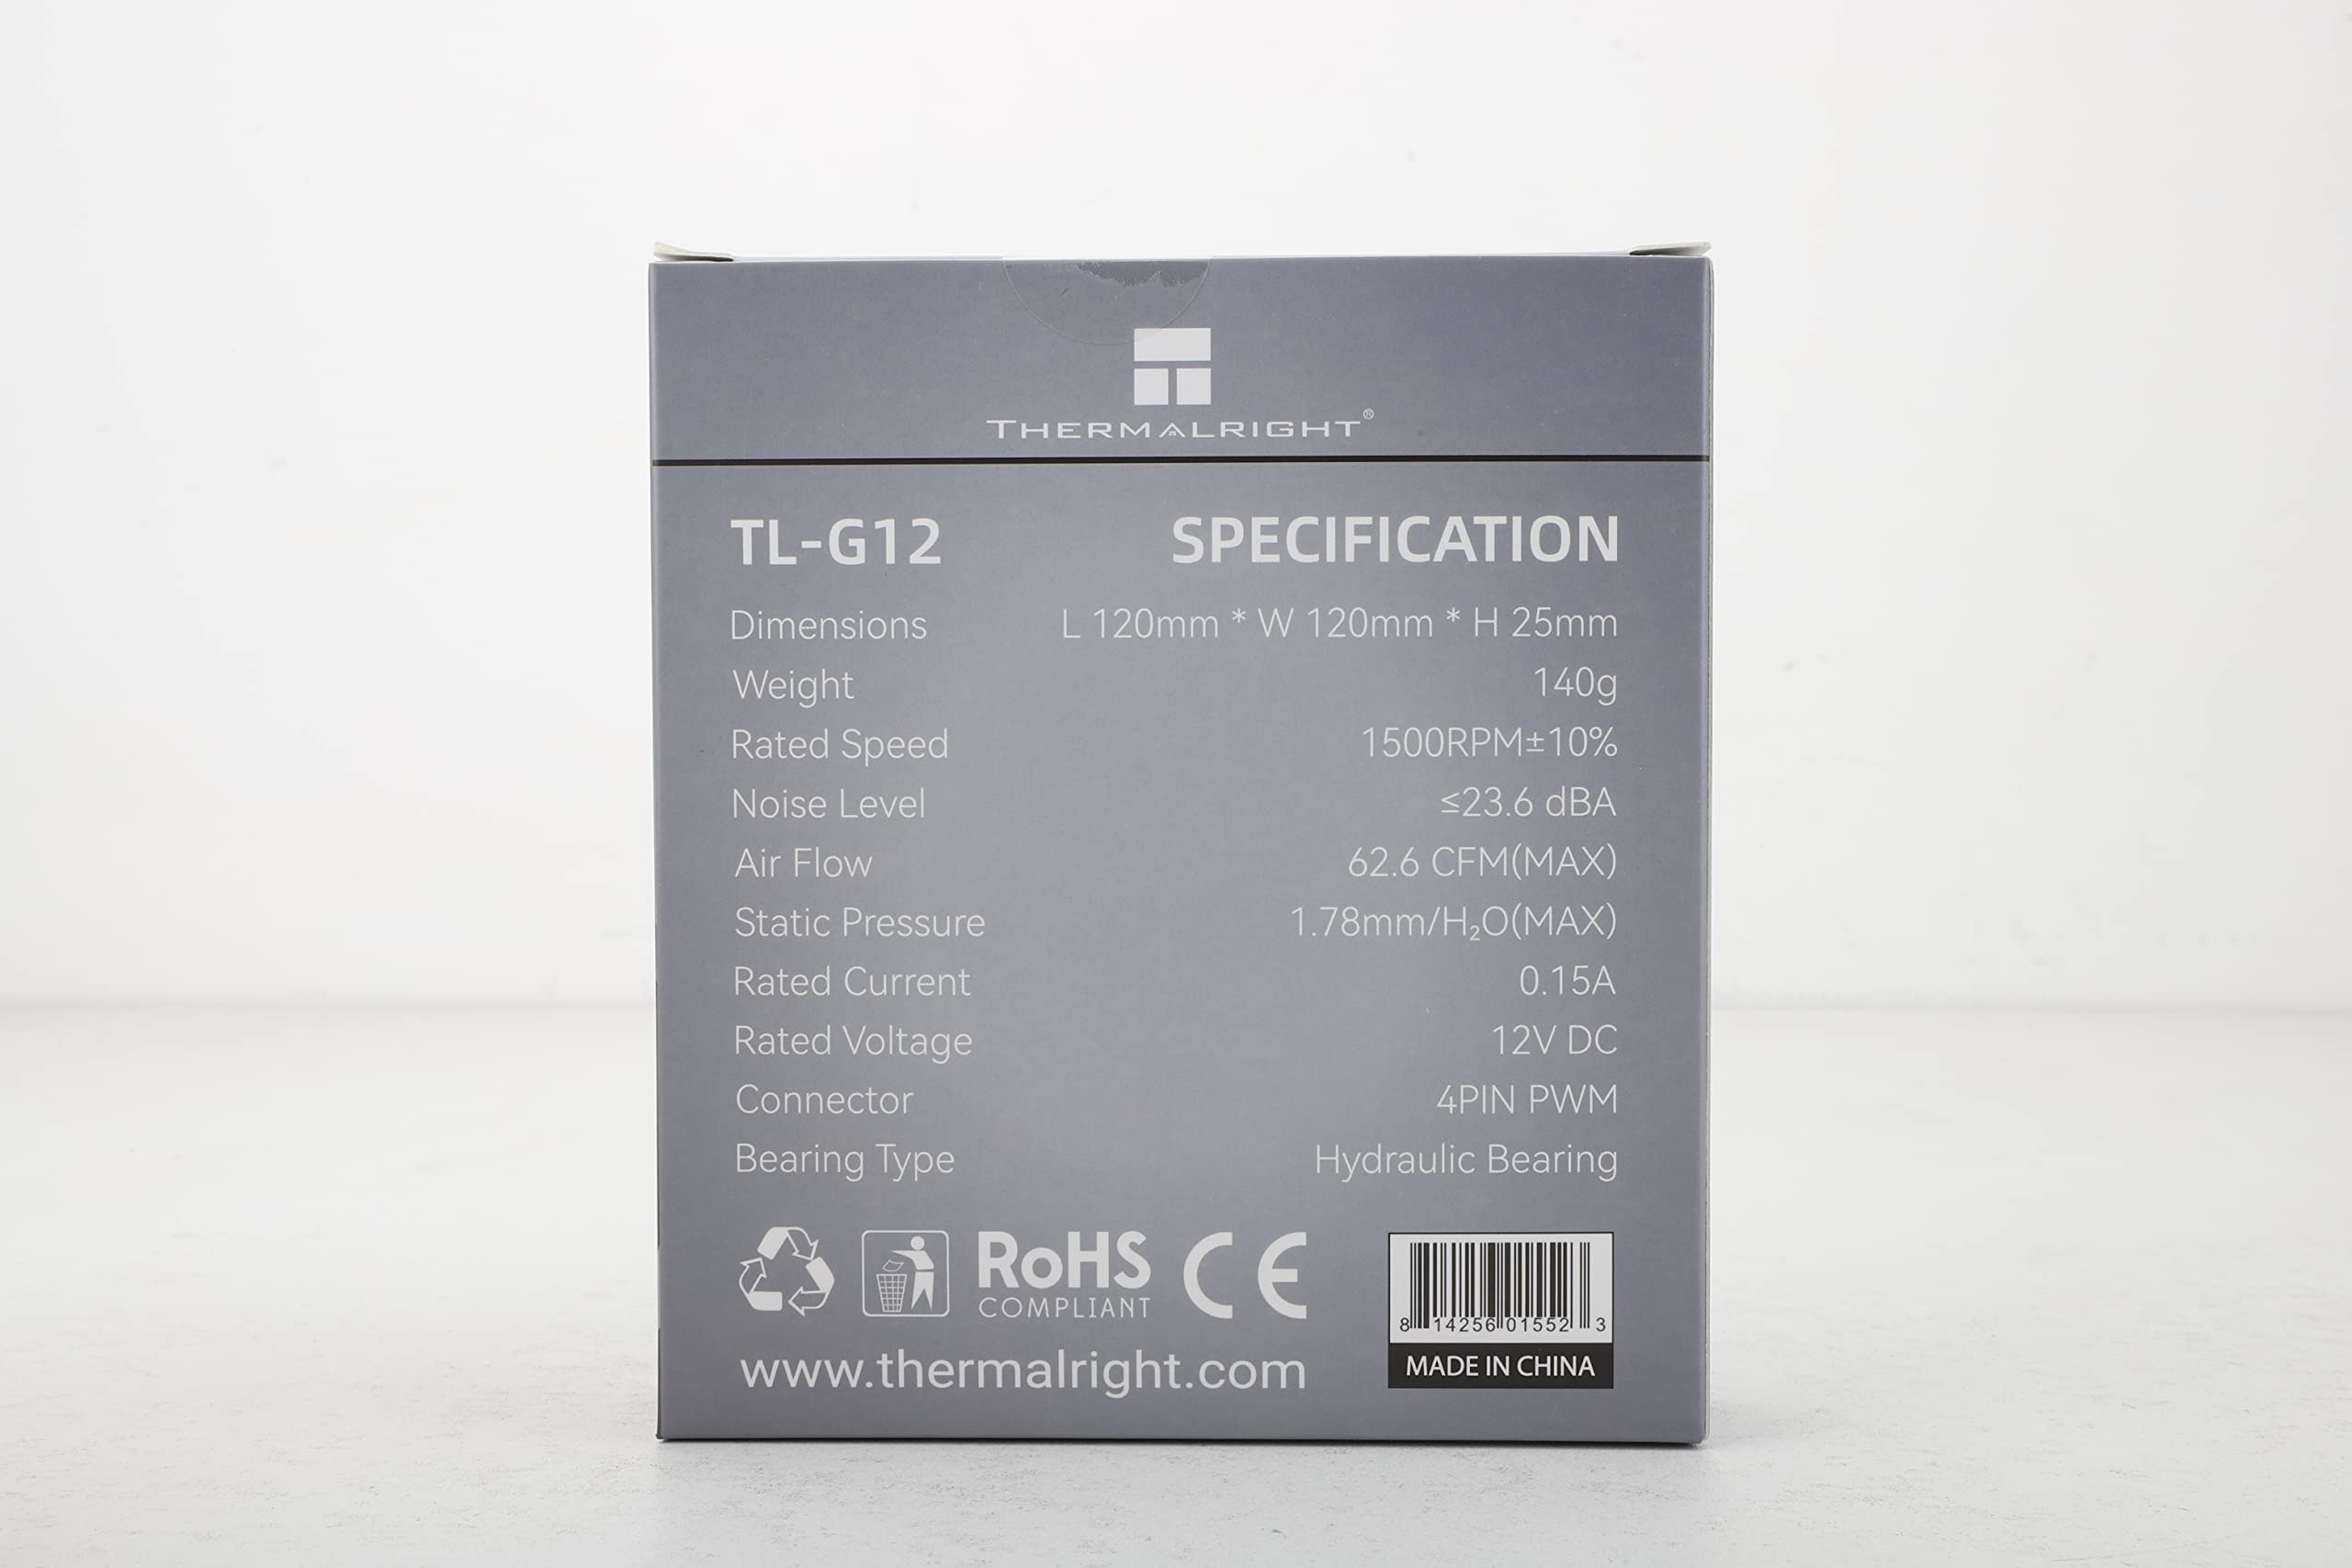 THERMALRIGHT®
TL-G12 SPECIFICATION
Dimensions L 120mm * W 120mm * H 25mm
Weight 140g
Rated Speed 1500RPM±10%
Noise Level ≤23.6 dBA
Air Flow 62.6 CFM(MAX)
Static Pressure 1.78mm/H₂O(MAX)
Rated Current 0.15A
Rated Voltage 12V DC
Connector 4PIN PWM
Bearing Type Hydraulic Bearing
RoHS
COMPLIANT
CE
8 14256 01552 3
MADE IN CHINA
www.thermalright.com